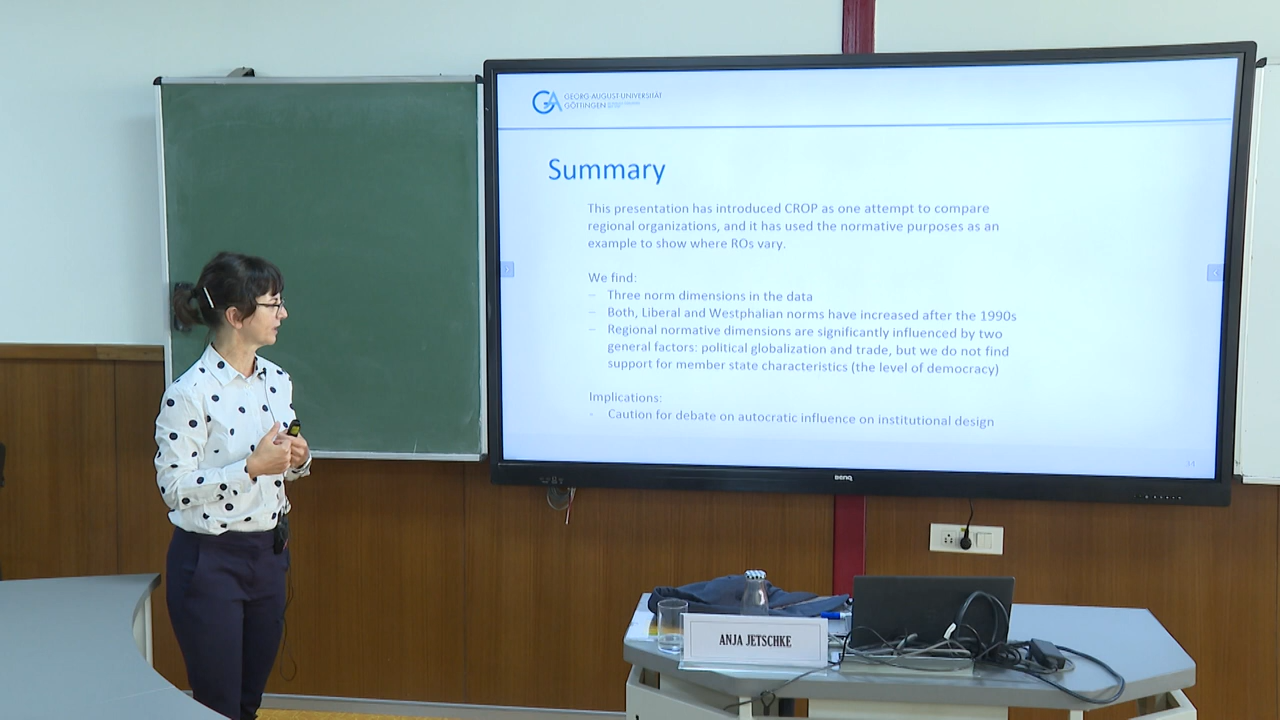 GEORG-AUGUST-UNIVERSITÄT
GÖTTINGEN
Summary
This presentation has introduced CROP as one attempt to compare
regional organizations, and it has used the normative purposes as an
example to show where ROs vary.
We find:
– Three norm dimensions in the data
– Both, Liberal and Westphalian norms have increased after the 1990s
– Regional normative dimensions are significantly influenced by two
general factors: political globalization and trade, but we do not find
support for member state characteristics (the level of democracy)
Implications:
- Caution for debate on autocratic influence on institutional design
14
BenQ
ANJA JETSCHKE